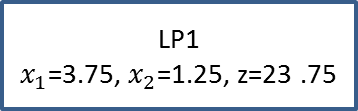 LP1
𝑥₁=3.75, 𝑥₂=1.25, z=23 .75